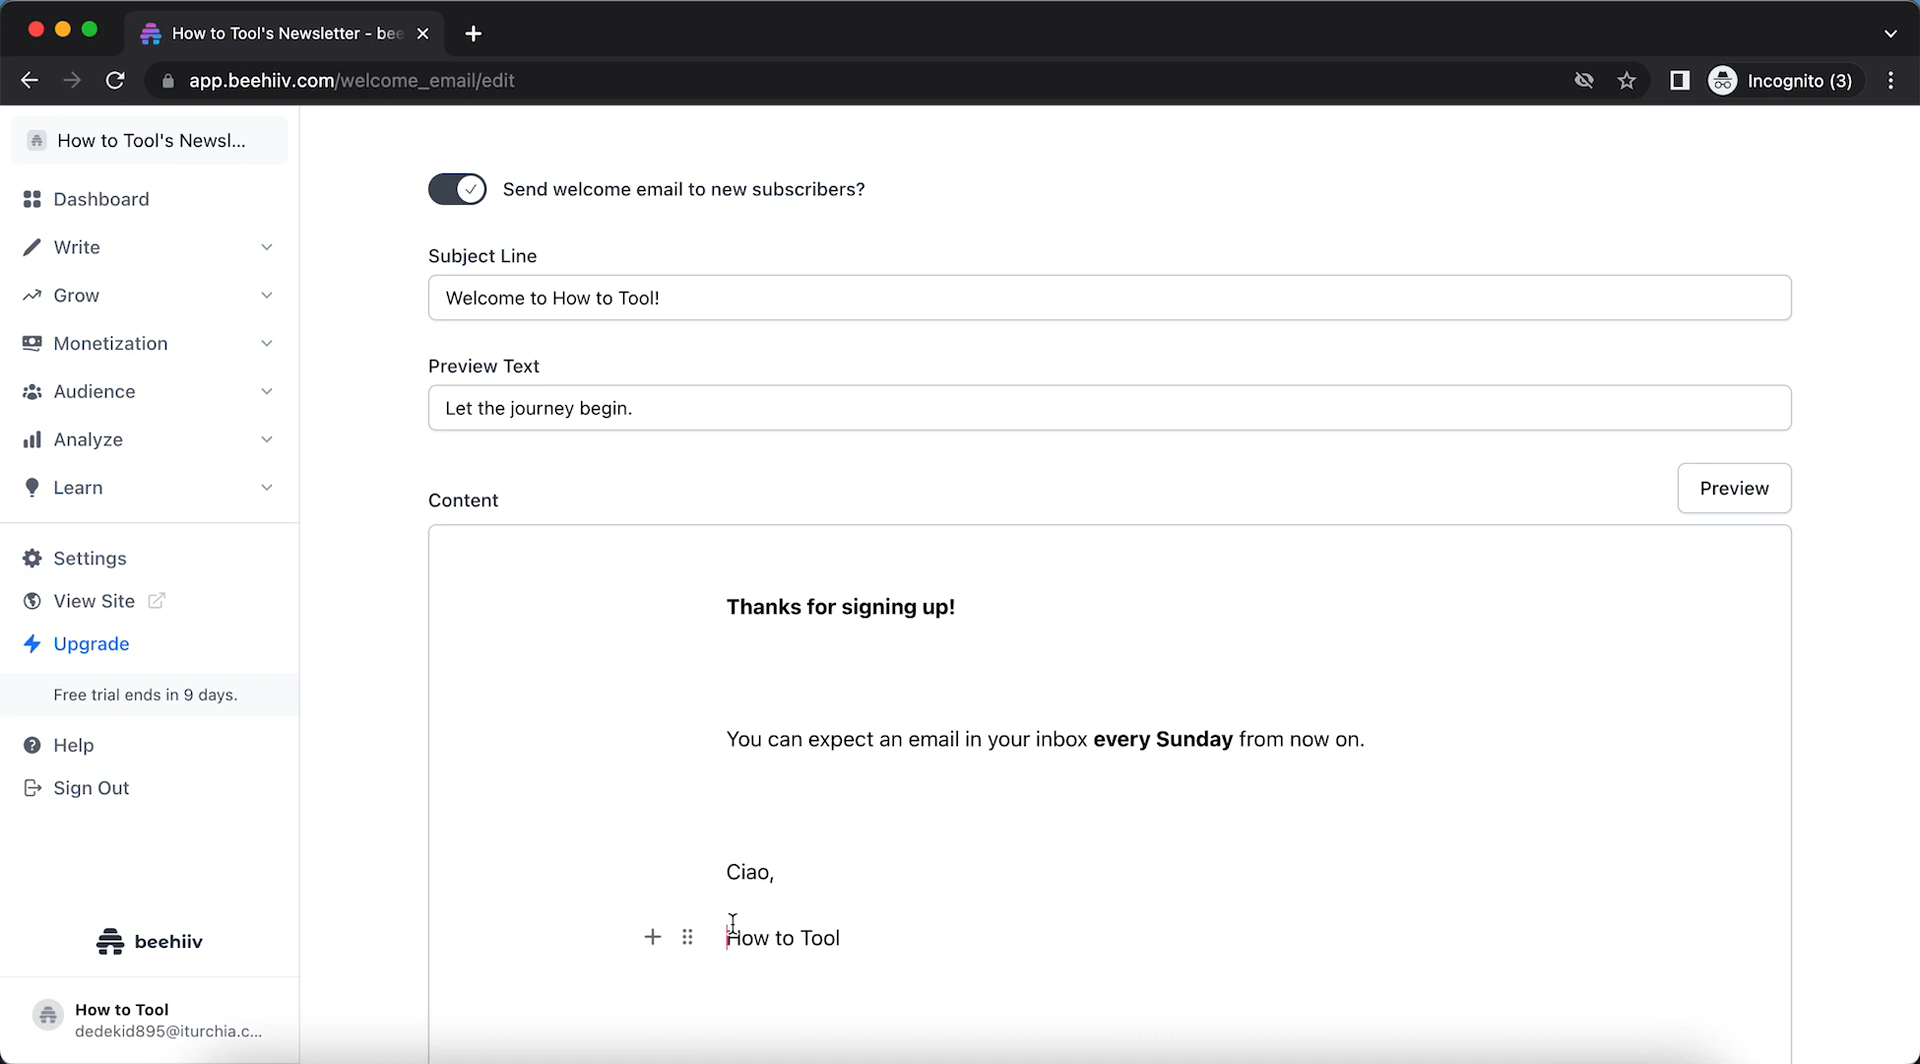 How to Tool's Newsletter - bee
app.beehiiv.com/welcome_email/edit
Incognito (3)
How to Tool's Newsl...
Dashboard
Write
Grow
Monetization
Audience
Analyze
Learn
Settings
View Site
Upgrade
Free trial ends in 9 days.
Help
Sign Out
beehiiv
How to Tool
dedekid895@iturchia.c...
Send welcome email to new subscribers?
Subject Line
Welcome to How to Tool!
Preview Text
Let the journey begin.
Content
Preview
Thanks for signing up!
You can expect an email in your inbox every Sunday from now on.
Ciao,
How to Tool